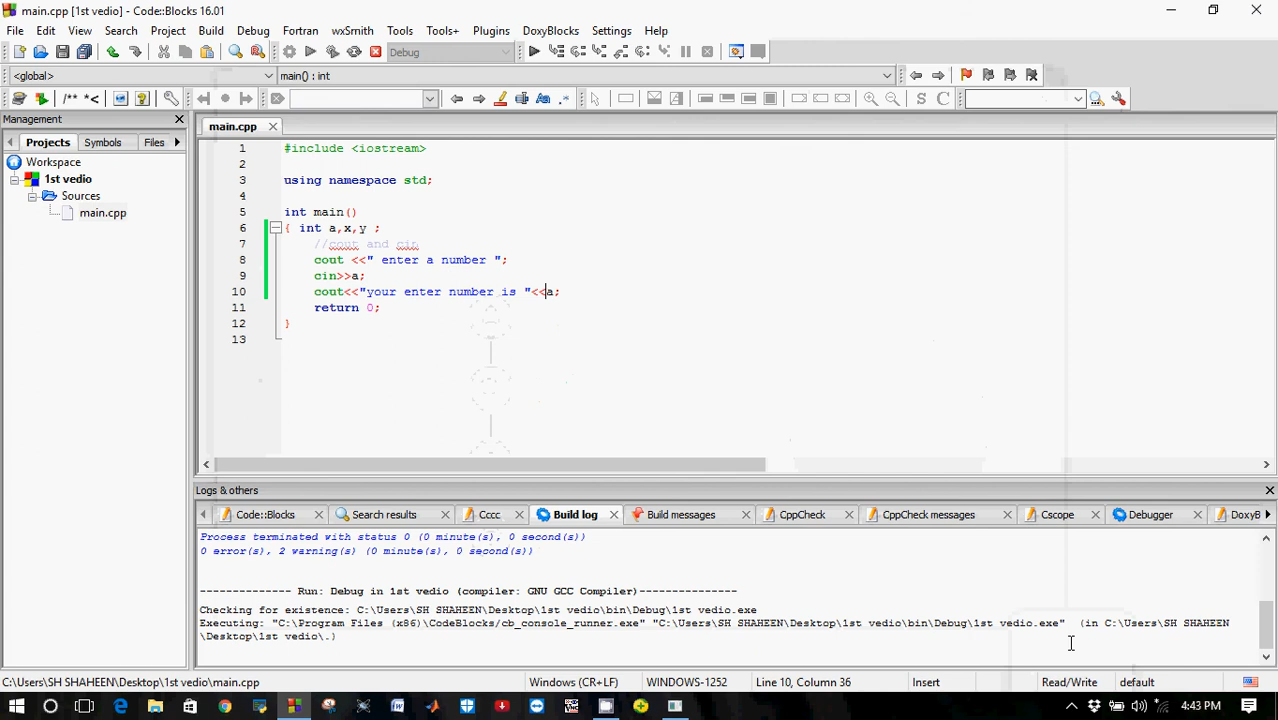 main.cpp [1st vedio] - Code::Blocks 16.01
File Edit View Search Project Build Debug Fortran wxSmith Tools Tools+ Plugins DoxyBlocks Settings Help
Debug
<global> main() : int
/** *< S C
Management
main.cpp
Projects Symbols Files
Workspace
1st vedio
Sources
main.cpp
1 #include <iostream>
2
3 using namespace std;
4
5 int main()
6 { int a,x,y ;
7 //cout and cin
8 cout <<" enter a number ";
9 cin>>a;
10 cout<<"your enter number is "<<a;
11 return 0;
12 }
13
Logs & others
Code::Blocks Search results Cccc Build log Build messages CppCheck CppCheck messages Cscope Debugger DoxyB
Process terminated with status 0 (0 minute(s), 0 second(s))
0 error(s), 2 warning(s) (0 minute(s), 0 second(s))
-------------- Run: Debug in 1st vedio (compiler: GNU GCC Compiler)---------------
Checking for existence: C:\Users\SH SHAHEEN\Desktop\1st vedio\bin\Debug\1st vedio.exe
Executing: "C:\Program Files (x86)\CodeBlocks/cb_console_runner.exe" "C:\Users\SH SHAHEEN\Desktop\1st vedio\bin\Debug\1st vedio.exe" (in C:\Users\SH SHAHEEN
\Desktop\1st vedio\.)
C:\Users\SH SHAHEEN\Desktop\1st vedio\main.cpp Windows (CR+LF) WINDOWS-1252 Line 10, Column 36 Insert Read/Write default
4:43 PM